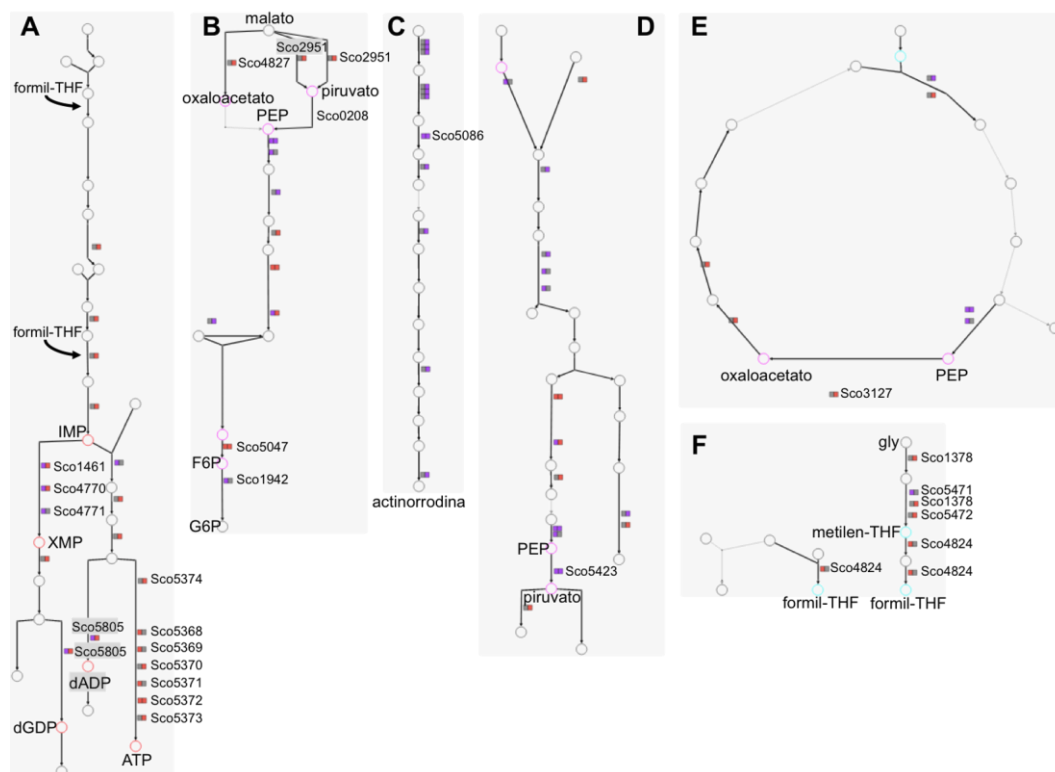 A
formil-THF
formil-THF
IMP
Sco1461
Sco4770
Sco4771
XMP
Sco5374
Sco5805
Sco5805
Sco5368
Sco5369
Sco5370
Sco5371
Sco5372
Sco5373
dADP
dGDP
ATP
B
malato
Sco2951
Sco2951
Sco4827
oxaloacetato
piruvato
PEP
Sco0208
Sco5047
F6P
Sco1942
G6P
C
Sco5086
actinorrodina
D
PEP
Sco5423
piruvato
E
oxaloacetato
PEP
Sco3127
F
gly
Sco1378
Sco5471
Sco1378
Sco5472
metilen-THF
Sco4824
Sco4824
Sco4824
formil-THF
formil-THF